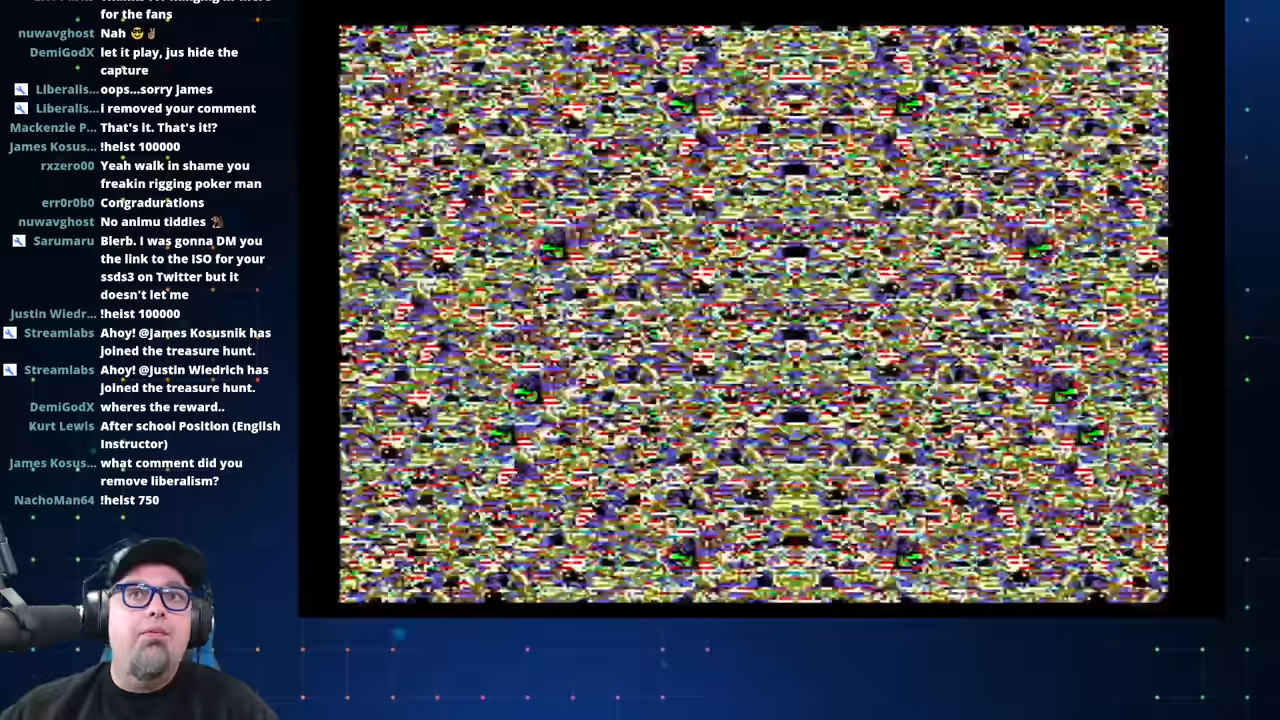 for the fans
nuwavghost Nah 😎✌🏽
DemiGodX let it play, jus hide the
capture
Liberalis... oops...sorry james
Liberalis... i removed your comment
Mackenzie P... That's it. That's it!?
James Kosus... !heist 100000
rxzero00 Yeah walk in shame you
freakin rigging poker man
err0r0b0 Congradurations
nuwavghost No animu tiddies
Sarumaru Blerb. I was gonna DM you
the link to the ISO for your
ssds3 on Twitter but it
doesn't let me
Justin Wiedr... !heist 100000
Streamlabs Ahoy! @James Kosusnik has
joined the treasure hunt.
Streamlabs Ahoy! @Justin Wiedrich has
joined the treasure hunt.
DemiGodX wheres the reward..
Kurt Lewis After school Position (English
Instructor)
James Kosus... what comment did you
remove liberalism?
NachoMan64 !heist 750